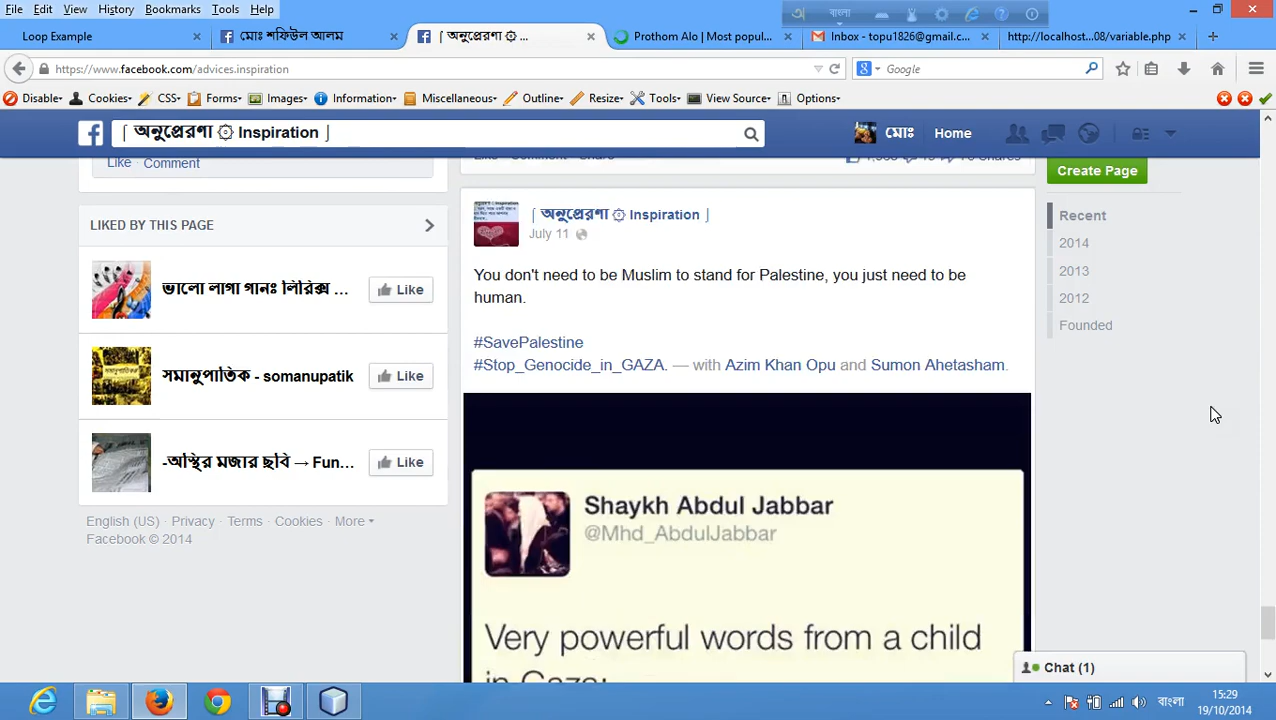 File Edit View History Bookmarks Tools Help
বাংলা
Loop Example
মোঃ শফিউল আলম
⌠ অনুপ্রেরণা ۞ ...
Prothom Alo | Most popul...
Inbox - topu1826@gmail.c...
http://localhost...08/variable.php
https://www.facebook.com/advices.inspiration
Google
Disable Cookies CSS Forms Images Information Miscellaneous Outline Resize Tools View Source Options
⌠ অনুপ্রেরণা ۞ Inspiration ⌡
মোঃ Home
Like Comment
Create Page
LIKED BY THIS PAGE
ভালো লাগা গানঃ লিরিক্স ...
Like
সমানুপাতিক - somanupatik
Like
-অস্থির মজার ছবি → Fun...
Like
English (US) Privacy Terms Cookies More
Facebook © 2014
⌠ অনুপ্রেরণা ۞ Inspiration ⌡
July 11
You don't need to be Muslim to stand for Palestine, you just need to be
human.
#SavePalestine
#Stop_Genocide_in_GAZA. — with Azim Khan Opu and Sumon Ahetasham.
Shaykh Abdul Jabbar
@Mhd_AbdulJabbar
Very powerful words from a child
in Gaza:
Recent
2014
2013
2012
Founded
Chat (1)
বাংলা
15:29
19/10/2014